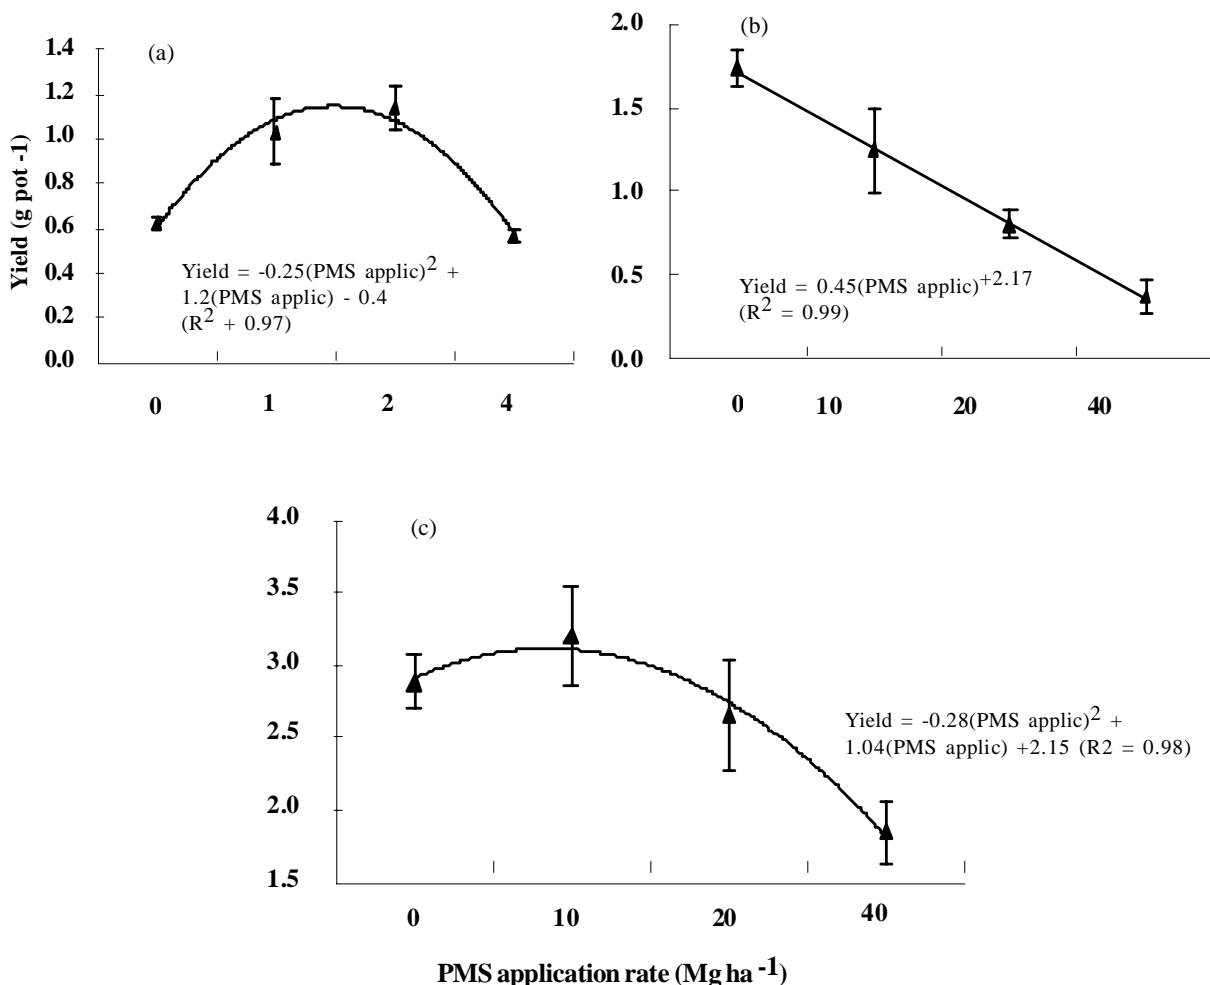 (a)
1.4
1.2
1.0
0.8
0.6
0.4
0.2
0.0
Yield (g pot -1)
Yield = -0.25(PMS applic)2 +
1.2(PMS applic) - 0.4
(R2 + 0.97)
0 1 2 4
(b)
2.0
1.5
1.0
0.5
0.0
Yield = 0.45(PMS applic)+2.17
(R2 = 0.99)
0 10 20 40
(c)
4.0
3.5
3.0
2.5
2.0
1.5
Yield = -0.28(PMS applic)2 +
1.04(PMS applic) +2.15 (R2 = 0.98)
0 10 20 40
PMS application rate (Mg ha -1)